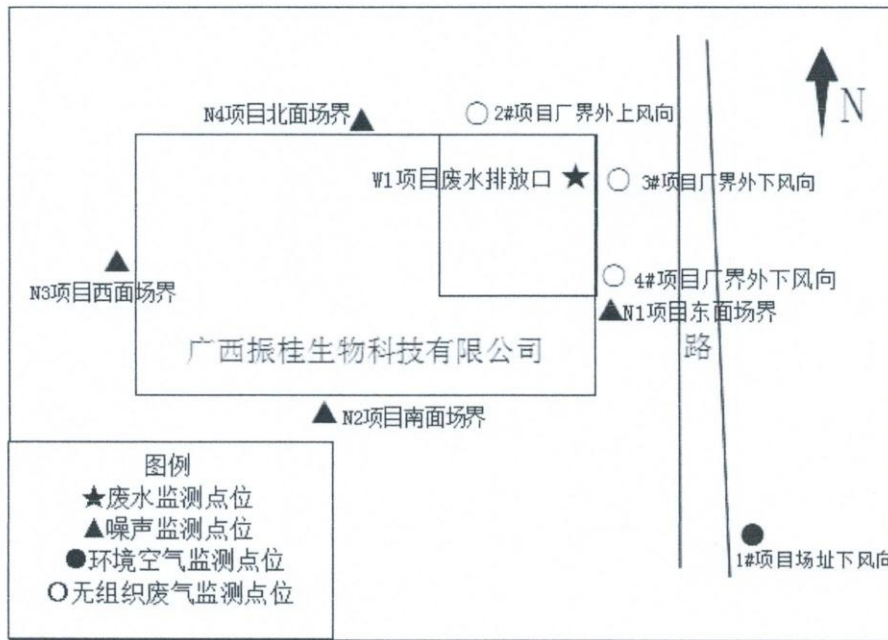 N
N4项目北面场界
2#项目厂界外上风向
W1项目废水排放口
3#项目厂界外下风向
N3项目西面场界
4#项目厂界外下风向
N1项目东面场界
广西振桂生物科技有限公司
路
N2项目南面场界
图例
★废水监测点位
▲噪声监测点位
●环境空气监测点位
○无组织废气监测点位
1#项目场址下风向